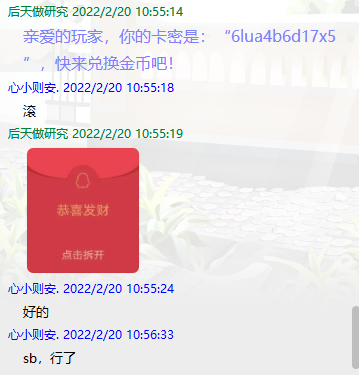 后天做研究 2022/2/20 10:55:14
亲爱的玩家，你的卡密是：“6lua4b6d17x5
”，快来兑换金币吧！
心小则安. 2022/2/20 10:55:18
滚
后天做研究 2022/2/20 10:55:19
恭喜发财
点击拆开
心小则安. 2022/2/20 10:55:24
好的
心小则安. 2022/2/20 10:56:33
sb，行了